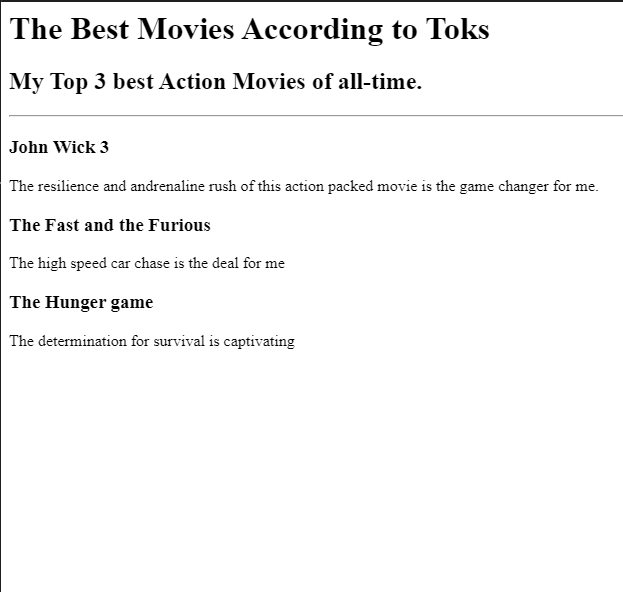 The Best Movies According to Toks
My Top 3 best Action Movies of all-time.
John Wick 3
The resilience and andrenaline rush of this action packed movie is the game changer for me.
The Fast and the Furious
The high speed car chase is the deal for me
The Hunger game
The determination for survival is captivating